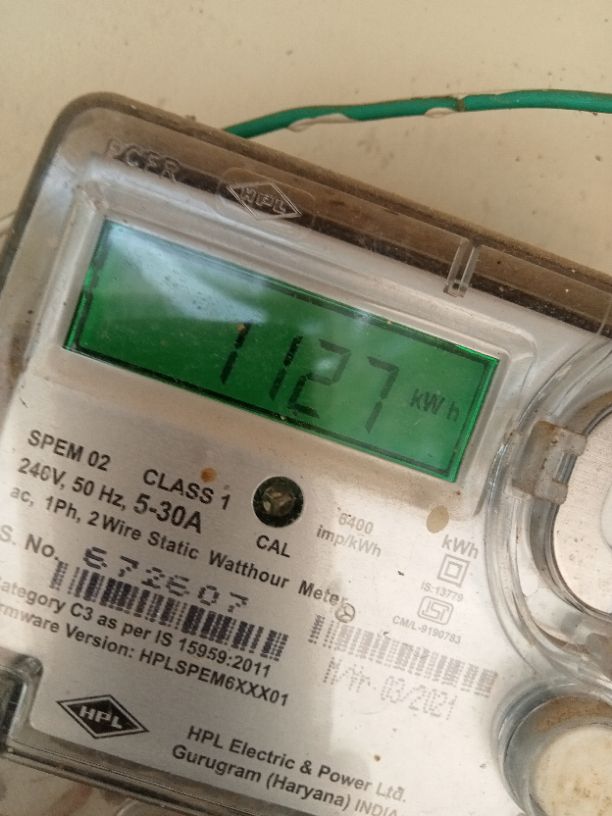 HPL
1127 kWh
SPEM 02 CLASS 1
240V, 50 Hz, 5-30A
ac, 1Ph, 2 Wire Static Watthour Meter
CAL
6400
imp/kWh
kWh
IS:13779
CM/L-9190783
S. No. 672607
Category C3 as per IS 15959:2011
Firmware Version: HPLSPEM6XXX01
03/2021
HPL
HPL Electric & Power Ltd.
Gurugram (Haryana) INDIA